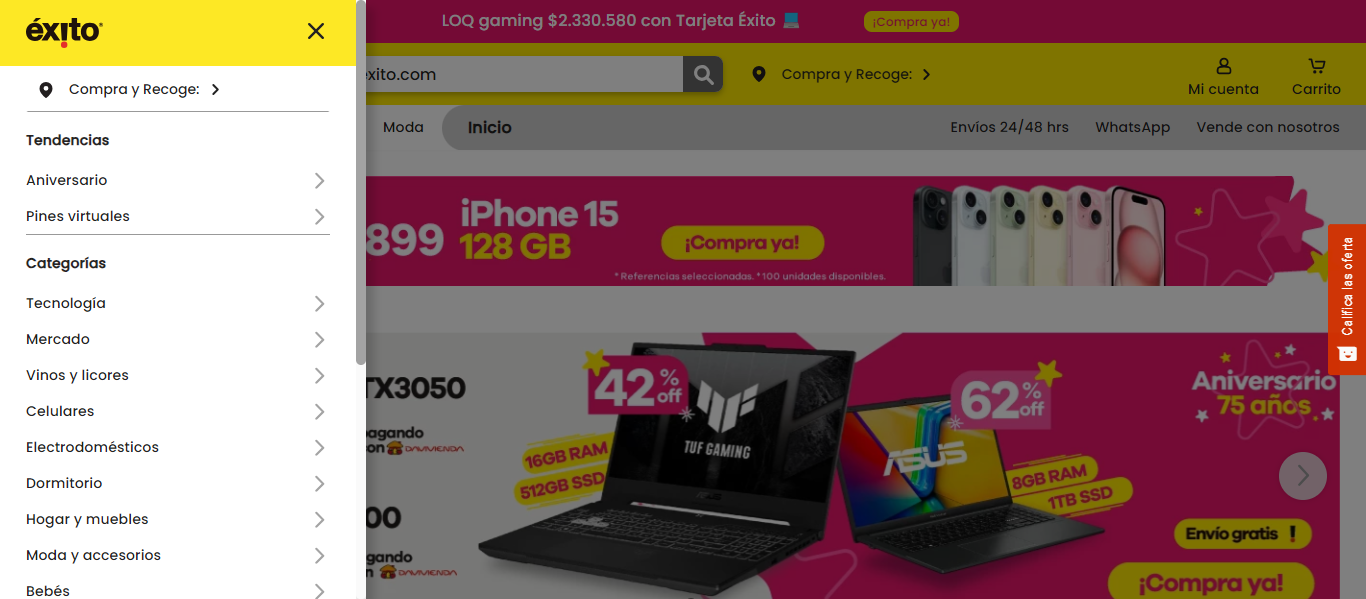 éxito
Compra y Recoge:
Tendencias
Aniversario
Pines virtuales
Categorías
Tecnología
Mercado
Vinos y licores
Celulares
Electrodomésticos
Dormitorio
Hogar y muebles
Moda y accesorios
Bebés
LOQ gaming $2.330.580 con Tarjeta Éxito
¡Compra ya!
exito.com
Compra y Recoge:
Mi cuenta
Carrito
Moda
Inicio
Envíos 24/48 hrs
WhatsApp
Vende con nosotros
899
iPhone 15
128 GB
¡Compra ya!
*Referencias seleccionadas. *100 unidades disponibles.
Califica las oferta
TX3050
pagando
on DAVIVIENDA
00
pagando
n DAVIVIENDA
42% off
TUF GAMING
16GB RAM
512GB SSD
62% off
ASUS
8GB RAM
1TB SSD
Aniversario
75 años.
Envío gratis !
¡Compra ya!